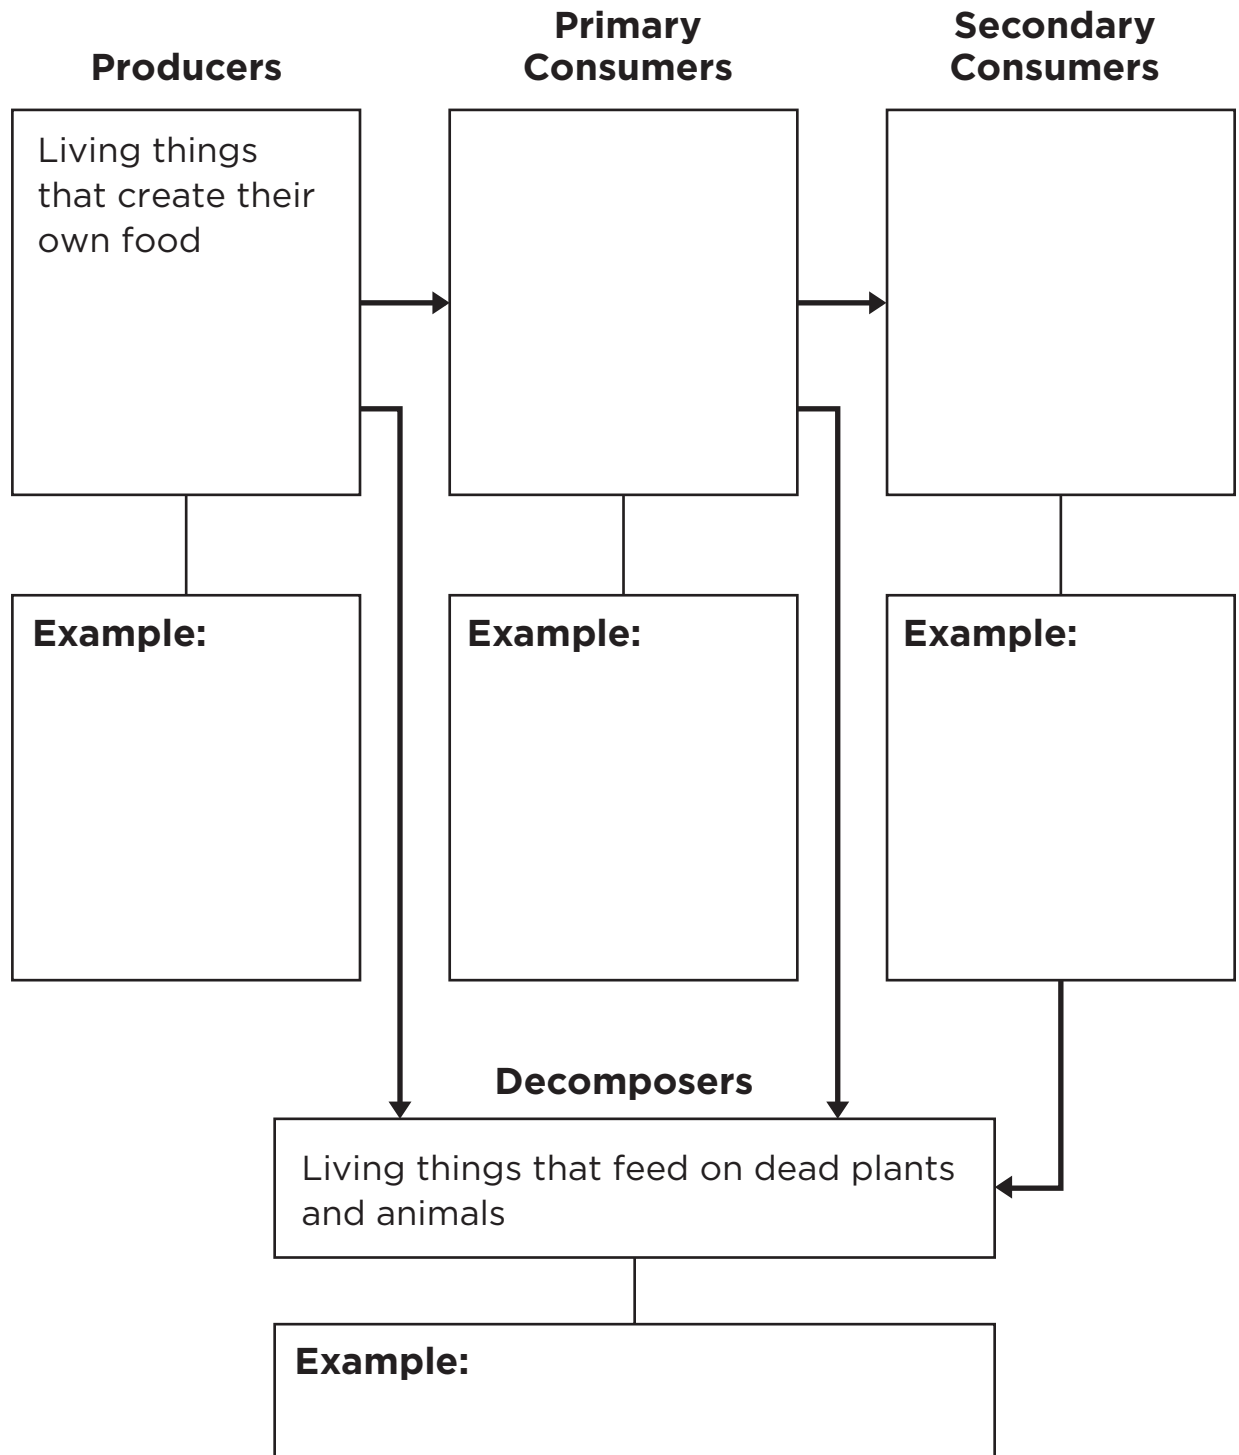 Producers
Primary
Consumers
Secondary
Consumers
Living things
that create their
own food
Example:
Example:
Example:
Decomposers
Living things that feed on dead plants
and animals
Example: